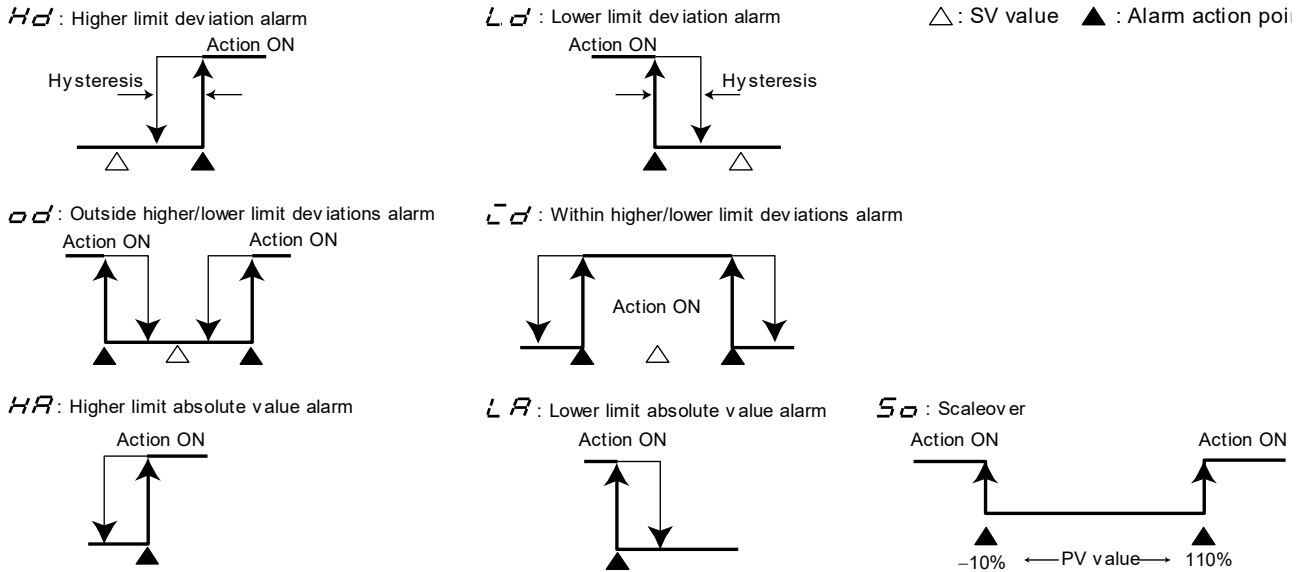 Hd : Higher limit deviation alarm
Action ON
Hysteresis
L d : Lower limit deviation alarm
Action ON
Hysteresis
△ : SV value ▲ : Alarm action poi
od : Outside higher/lower limit deviations alarm
Action ON Action ON
id : Within higher/lower limit deviations alarm
Action ON
HA : Higher limit absolute value alarm
Action ON
LA : Lower limit absolute value alarm
Action ON
So : Scaleover
Action ON Action ON
−10% PV value 110%